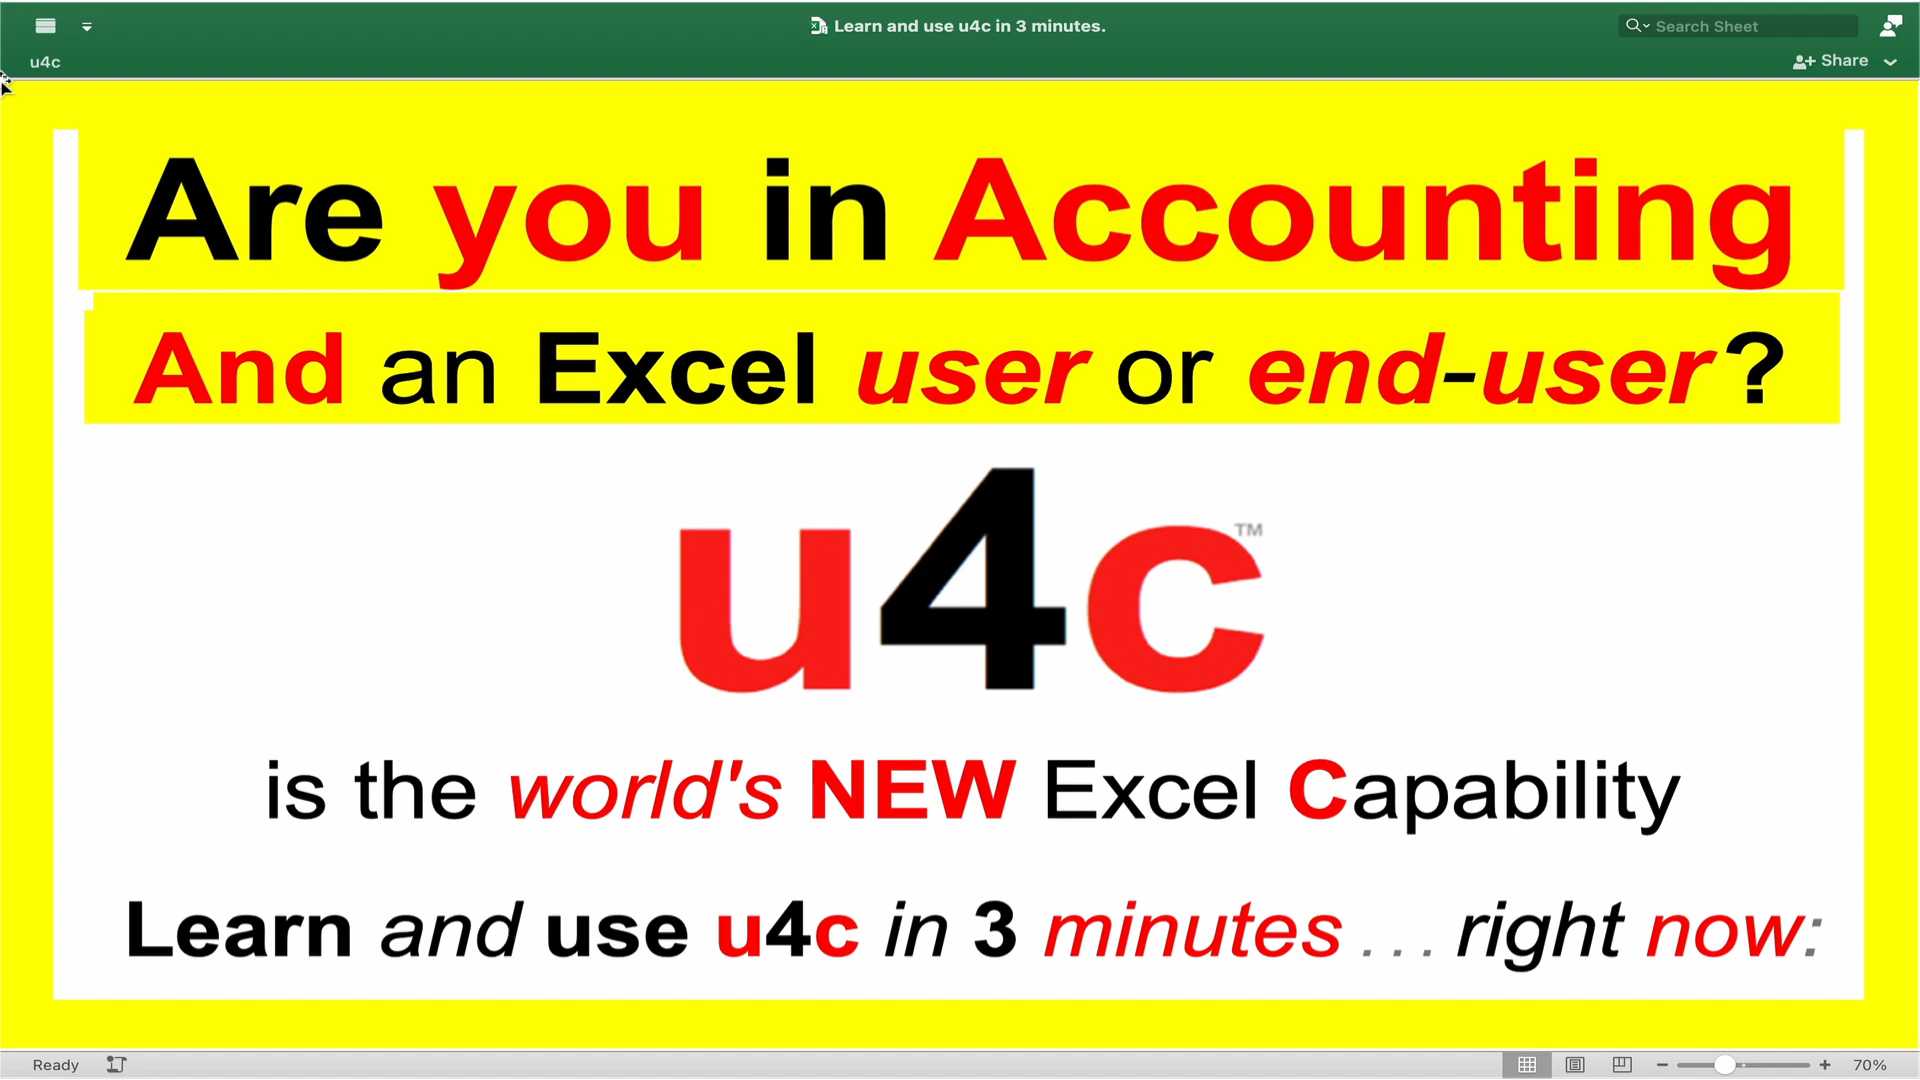 Learn and use u4c in 3 minutes.
Search Sheet
u4c
Share
Are you in Accounting
And an Excel user or end-user?
u4c™
is the world's NEW Excel Capability
Learn and use u4c in 3 minutes . . . right now:
Ready
70%